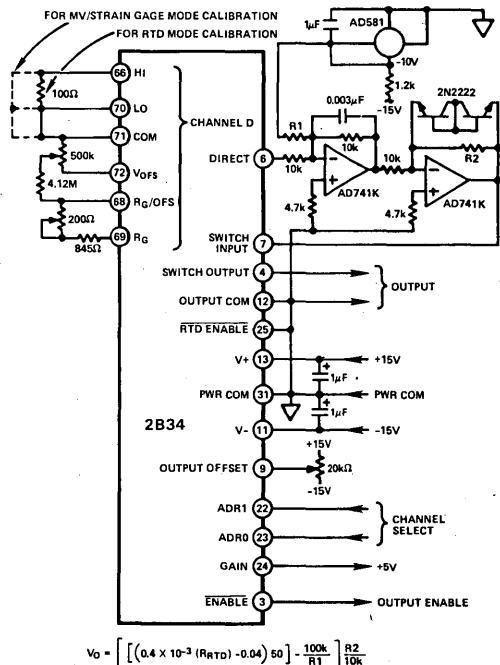 FOR MV/STRAIN GAGE MODE CALIBRATION
FOR RTD MODE CALIBRATION
1μF
AD581
-10V
1.2k
-15V
2N2222
0.003μF
R1
10k
10k
10k
R2
AD741K
AD741K
4.7k
4.7k
66 HI
100Ω
70 LO
71 COM
500k
72 VOFS
4.12M
68 RG/OFS
200Ω
69 RG
845Ω
CHANNEL D
DIRECT 6
SWITCH INPUT 7
SWITCH OUTPUT 4
OUTPUT COM 12
OUTPUT
RTD ENABLE 25
V+ 13
+15V
1μF
PWR COM 31
PWR COM
1μF
V- 11
-15V
2B34
+15V
OUTPUT OFFSET 9
20kΩ
-15V
ADR1 22
ADR0 23
CHANNEL SELECT
GAIN 24
+5V
ENABLE 3
OUTPUT ENABLE
VO = [ [ (0.4 X 10⁻³ (RRTD) -0.04) 50 ] - 100k/R1 ] R2/10k